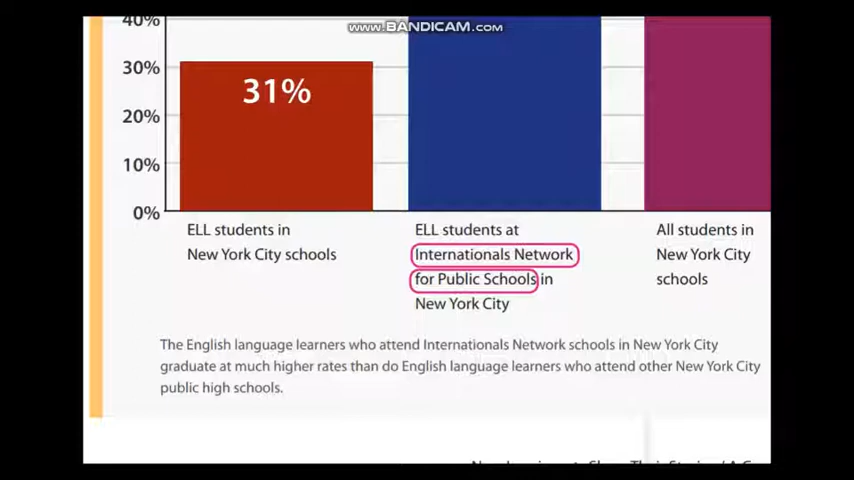 www.BANDICAM.com
40%
30%
20%
10%
0%
31%
ELL students in
New York City schools
ELL students at
Internationals Network
for Public Schools in
New York City
All students in
New York City
schools
The English language learners who attend Internationals Network schools in New York City
graduate at much higher rates than do English language learners who attend other New York City
public high schools.